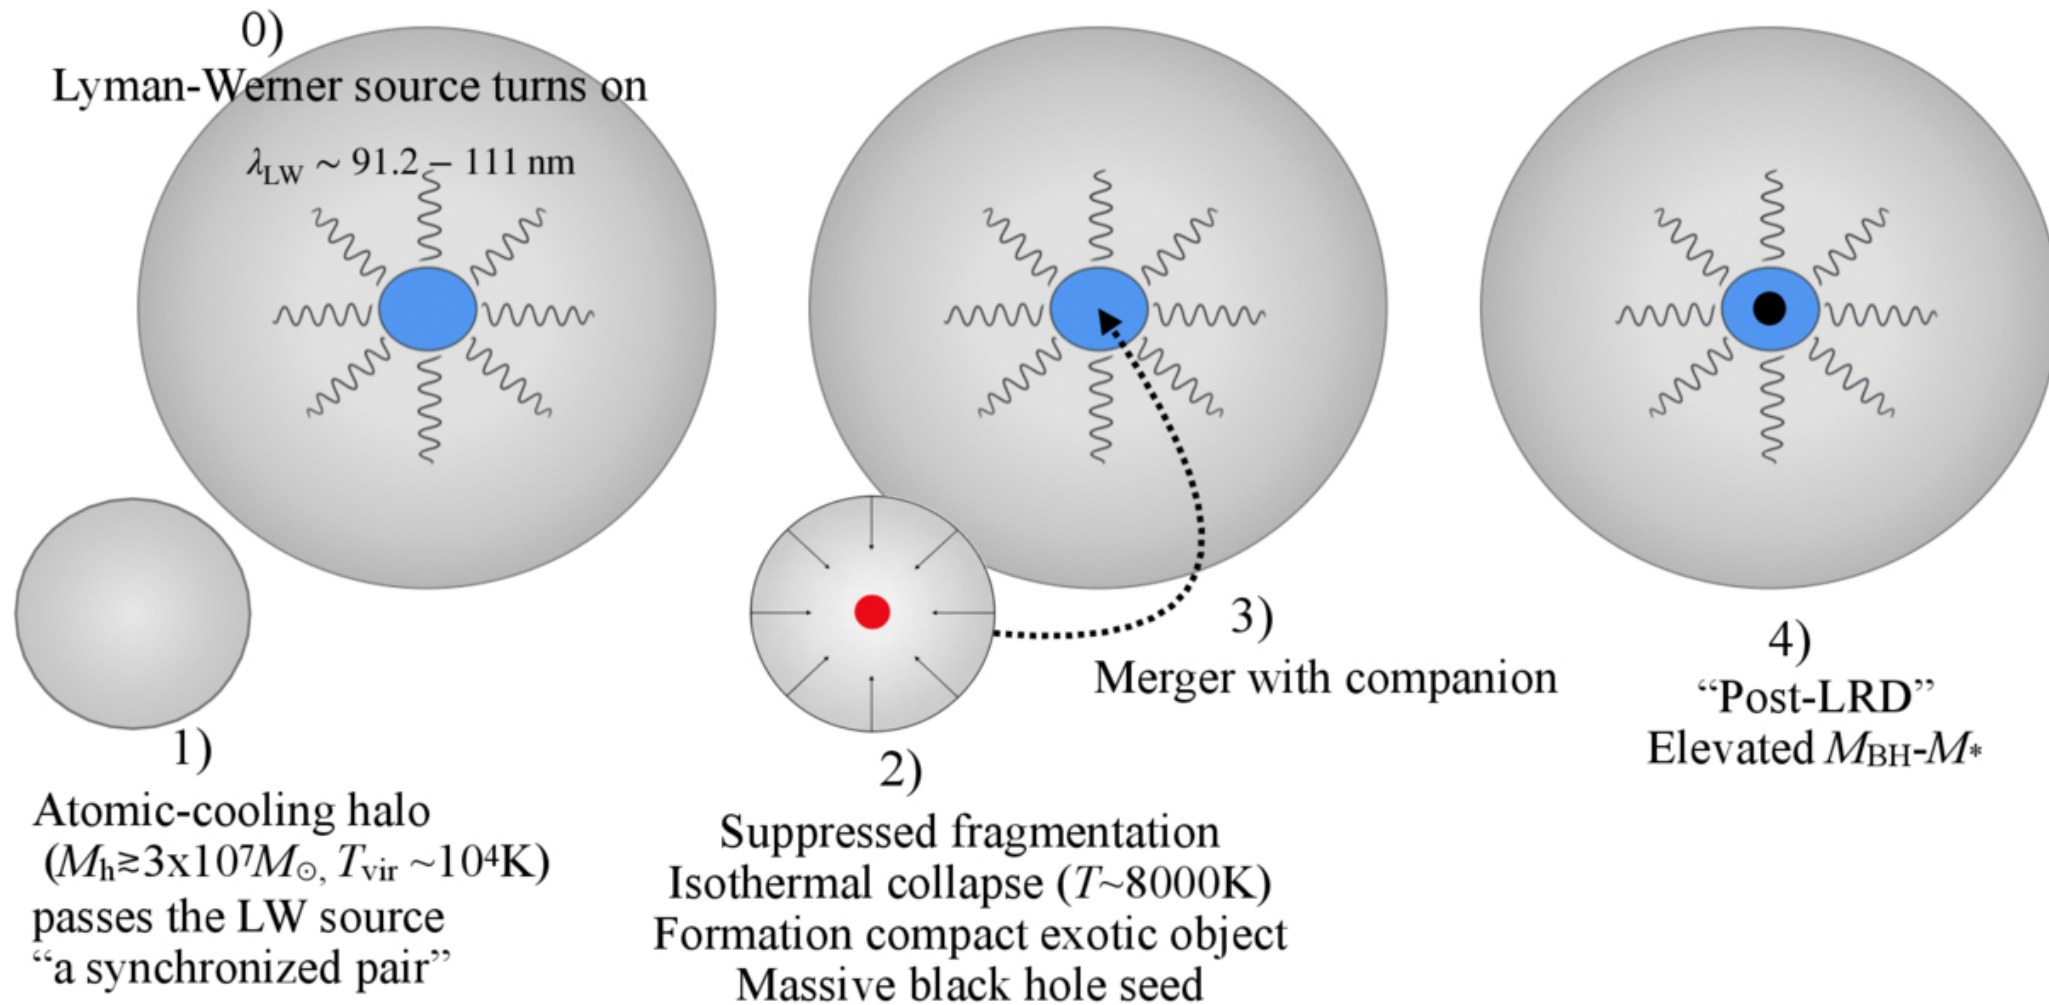 0)
Lyman-Werner source turns on
λLW ~ 91.2 – 111 nm
1)
Atomic-cooling halo
(Mh≷3x10⁷M⊙, Tvir ~10⁴K)
passes the LW source
“a synchronized pair”
2)
Suppressed fragmentation
Isothermal collapse (T~8000K)
Formation compact exotic object
Massive black hole seed
3)
Merger with companion
4)
“Post-LRD”
Elevated MBH-M*